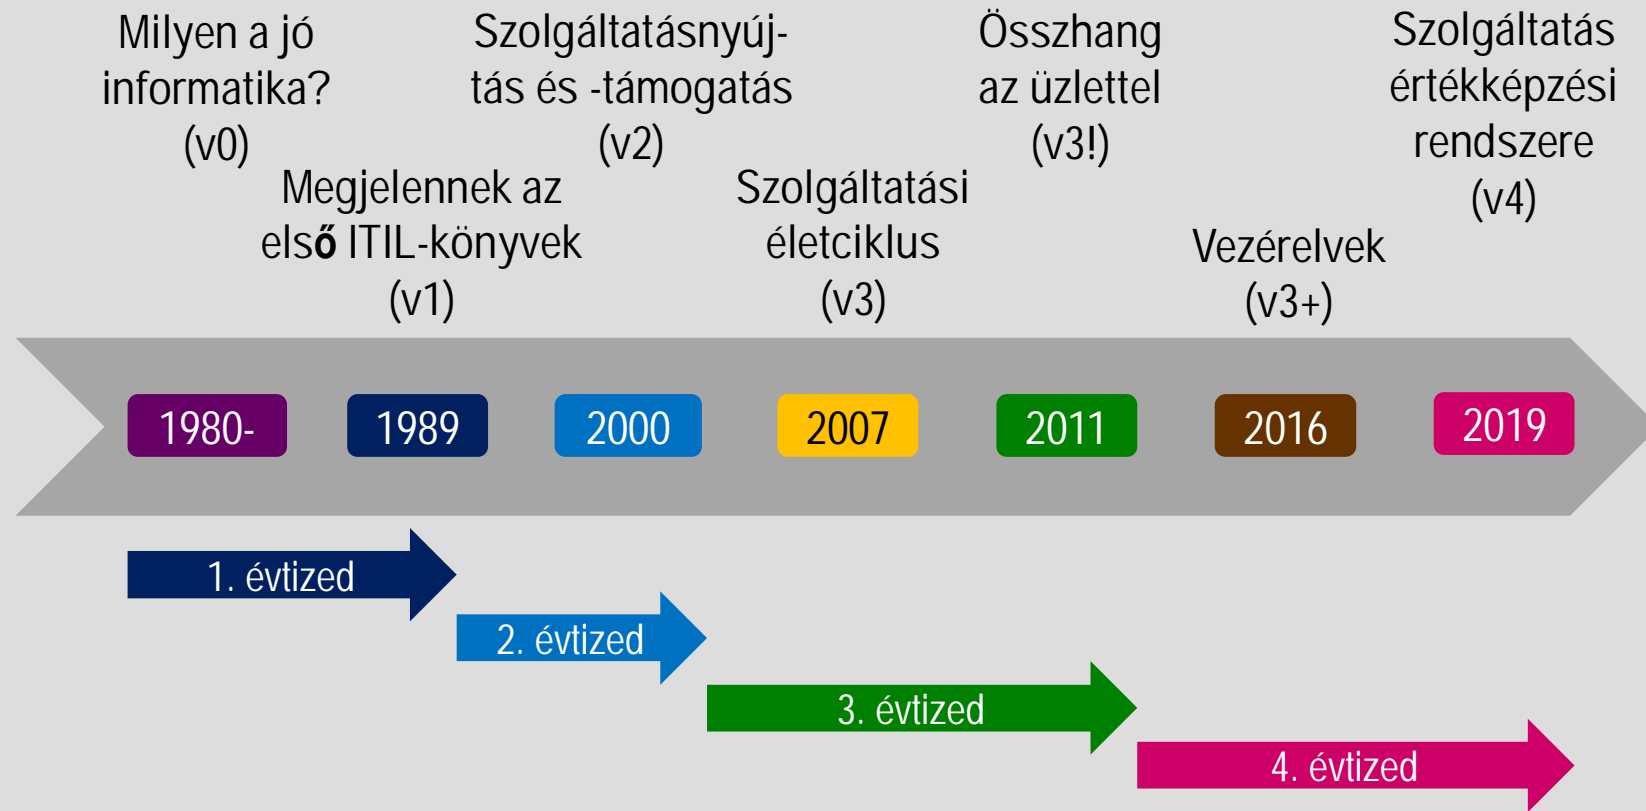 Milyen a jó
informatika?
(v0)
Megjelennek az
első ITIL-könyvek
(v1)
Szolgáltatásnyúj-
tás és -támogatás
(v2)
Szolgáltatási
életciklus
(v3)
Összhang
az üzlettel
(v3!)
Vezérelvek
(v3+)
Szolgáltatás
értékképzési
rendszere
(v4)
1980-
1989
2000
2007
2011
2016
2019
1. évtized
2. évtized
3. évtized
4. évtized